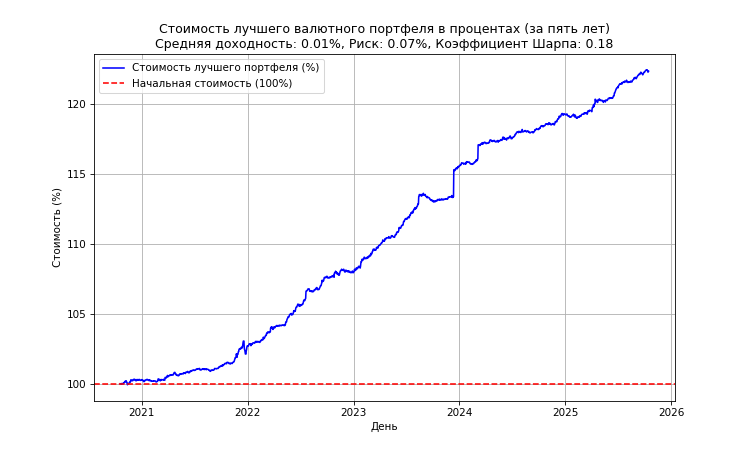 Стоимость лучшего валютного портфеля в процентах (за пять лет)
Средняя доходность: 0.01%, Риск: 0.07%, Коэффициент Шарпа: 0.18
Стоимость лучшего портфеля (%)
Начальная стоимость (100%)
Стоимость (%)
120
115
110
105
100
2021
2022
2023
2024
2025
2026
День